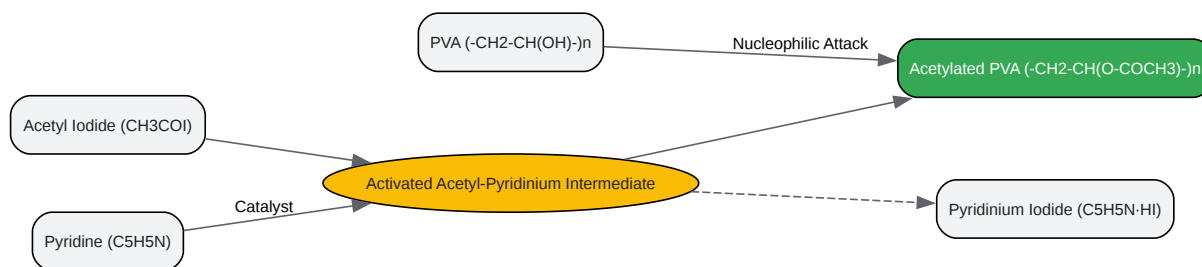 PVA (-CH2-CH(OH)-)n
Nucleophilic Attack
Acetylated PVA (-CH2-CH(O-COCH3)-)n
Acetyl Iodide (CH3COI)
Activated Acetyl-Pyridinium Intermediate
Catalyst
Pyridine (C5H5N)
Pyridinium Iodide (C5H5N·HI)